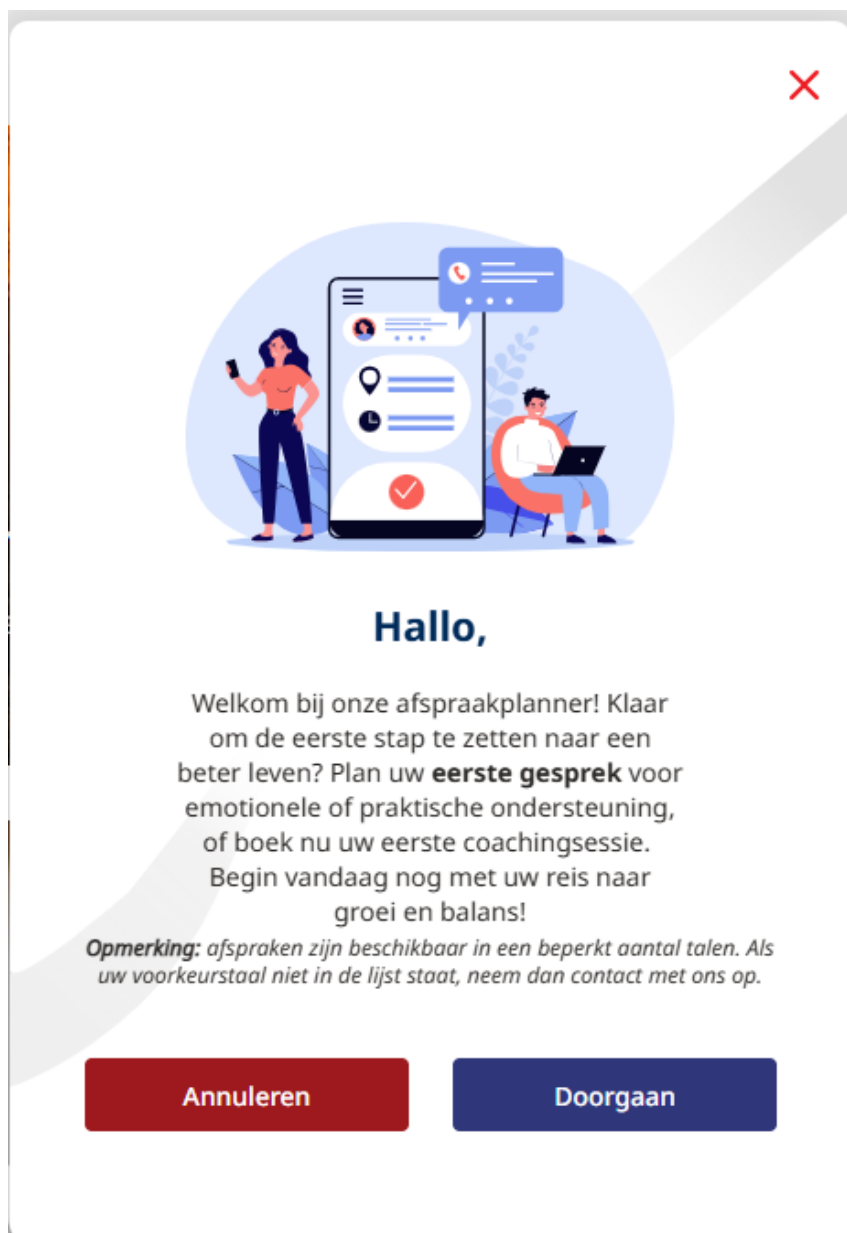 Hallo,
Welkom bij onze afspraakplanner! Klaar
om de eerste stap te zetten naar een
beter leven? Plan uw eerste gesprek voor
emotionele of praktische ondersteuning,
of boek nu uw eerste coachingsessie.
Begin vandaag nog met uw reis naar
groei en balans!
Opmerking: afspraken zijn beschikbaar in een beperkt aantal talen. Als
uw voorkeurstaal niet in de lijst staat, neem dan contact met ons op.
Annuleren
Doorgaan